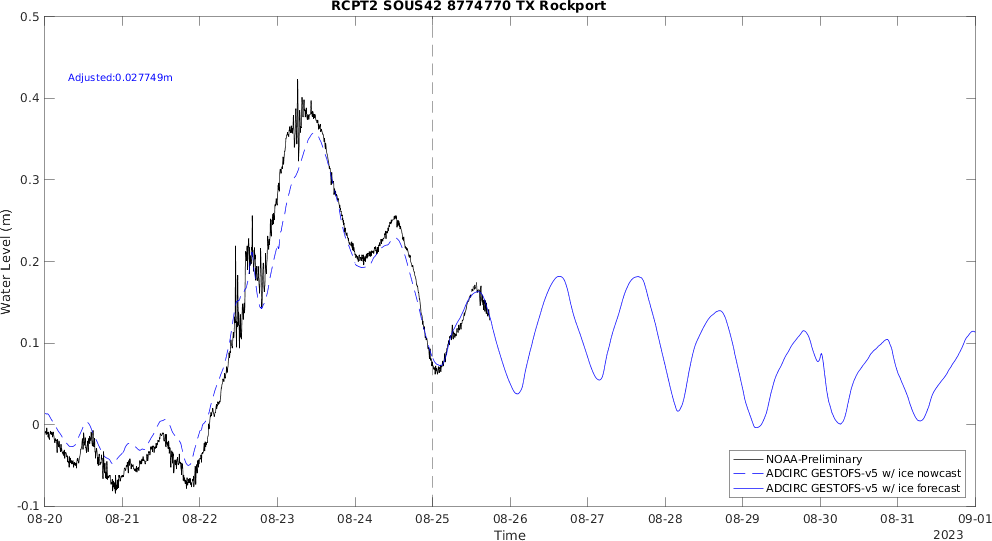 RCPT2 SOUS42 8774770 TX Rockport
Adjusted:0.027749m
0.5
0.4
0.3
0.2
0.1
0
-0.1
Water Level (m)
NOAA-Preliminary
ADCIRC GESTOFS-v5 w/ ice nowcast
ADCIRC GESTOFS-v5 w/ ice forecast
08-20 08-21 08-22 08-23 08-24 08-25 08-26 08-27 08-28 08-29 08-30 08-31 09-01
Time
2023